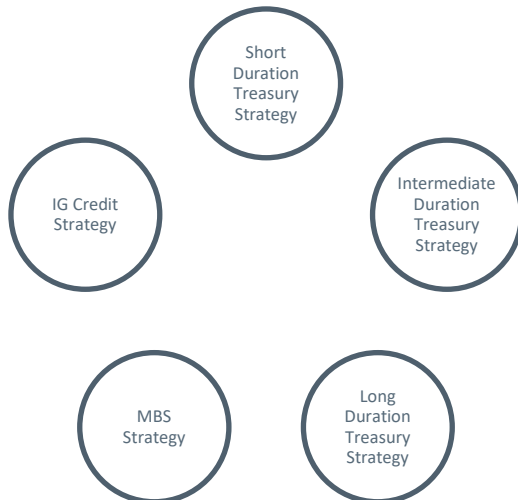 Short
Duration
Treasury
Strategy
IG Credit
Strategy
Intermediate
Duration
Treasury
Strategy
MBS
Strategy
Long
Duration
Treasury
Strategy